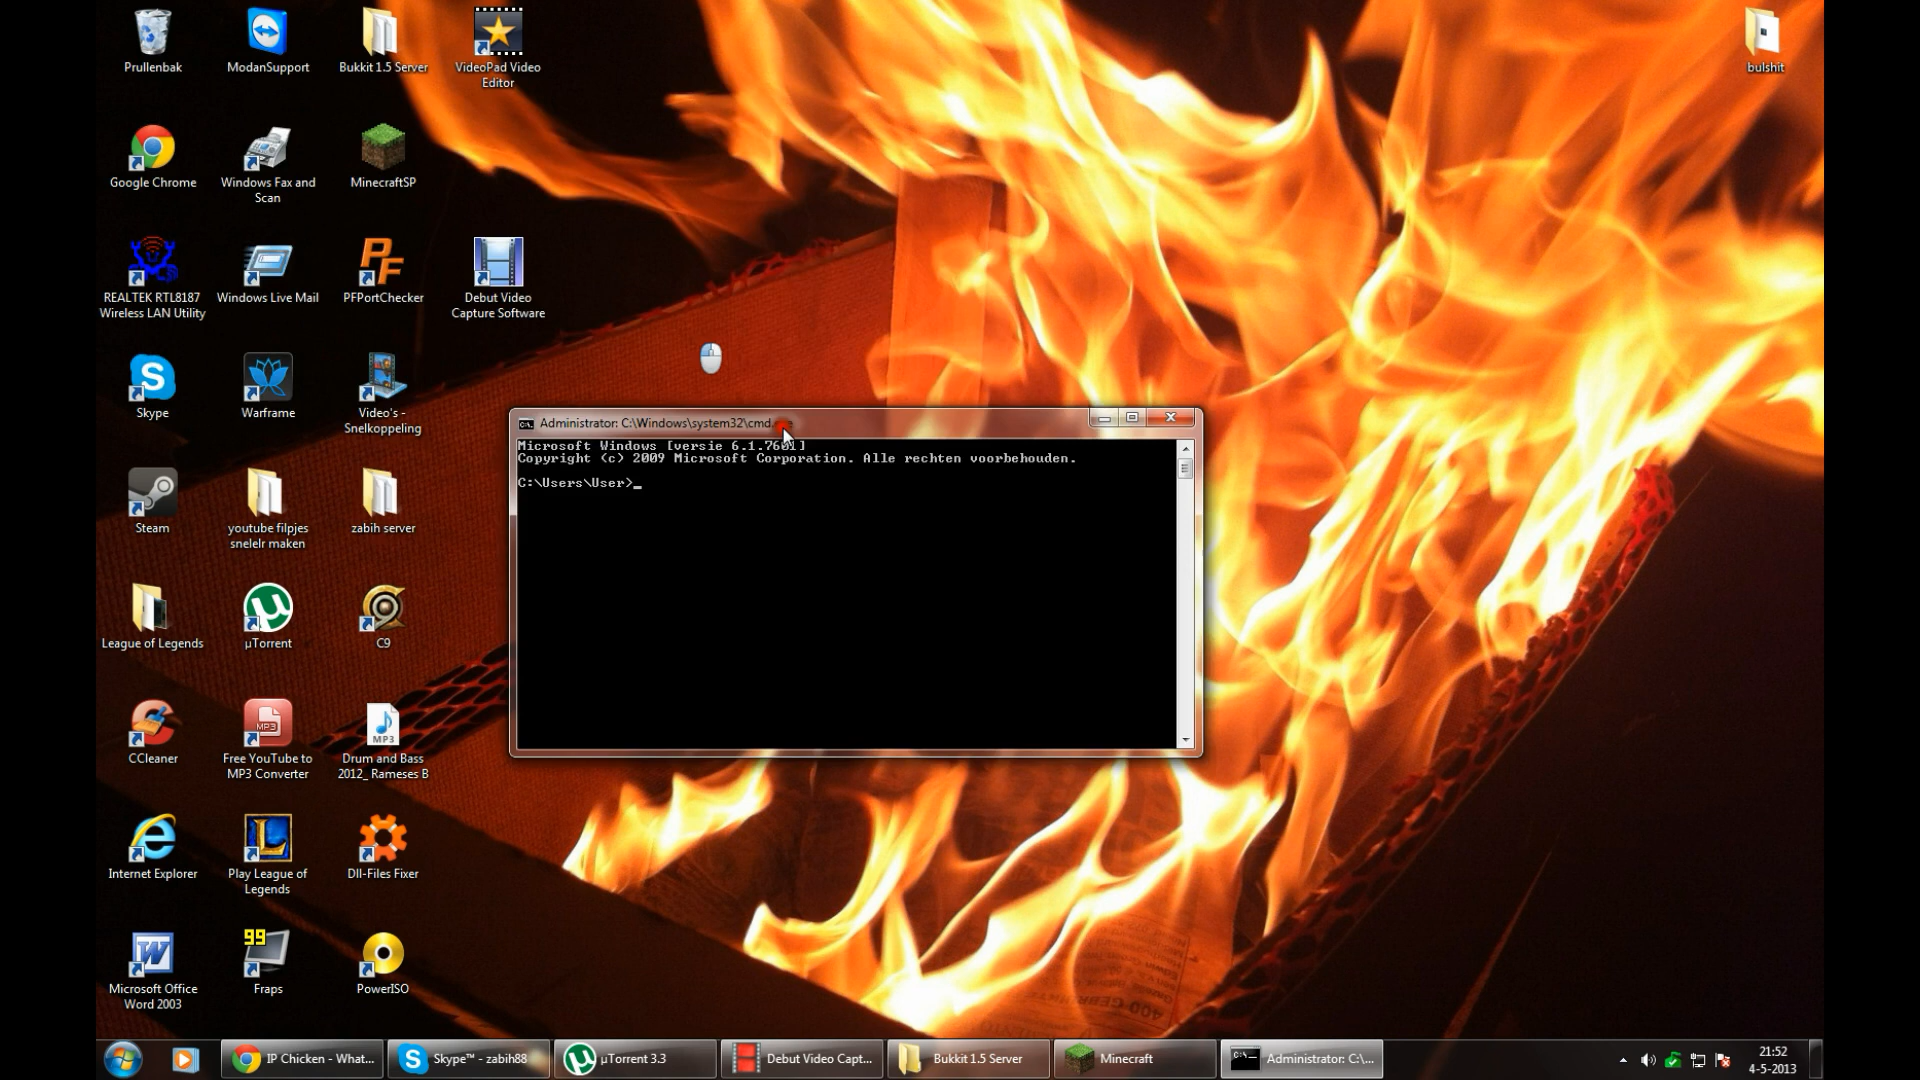 Prullenbak
ModanSupport
Bukkit 1.5 Server
VideoPad Video
Editor
bulshit
Google Chrome
Windows Fax and
Scan
MinecraftSP
REALTEK RTL8187
Wireless LAN Utility
Windows Live Mail
PF
PFPortChecker
Debut Video
Capture Software
Skype
Warframe
Video's -
Snelkoppeling
Administrator: C:\Windows\system32\cmd.
Microsoft Windows [versie 6.1.7601]
Copyright (c) 2009 Microsoft Corporation. Alle rechten voorbehouden.
C:\Users\User>_
Steam
youtube filpjes
snelelr maken
zabih server
League of Legends
µTorrent
C9
MP3
MP3
CCleaner
Free YouTube to
MP3 Converter
Drum and Bass
2012_ Rameses B
Internet Explorer
Play League of
Legends
Dll-Files Fixer
99
Microsoft Office
Word 2003
Fraps
PowerISO
IP Chicken - What...
Skype™ - zabih88
µTorrent 3.3
Debut Video Capt...
Bukkit 1.5 Server
Minecraft
Administrator: C:\...
21:52
4-5-2013